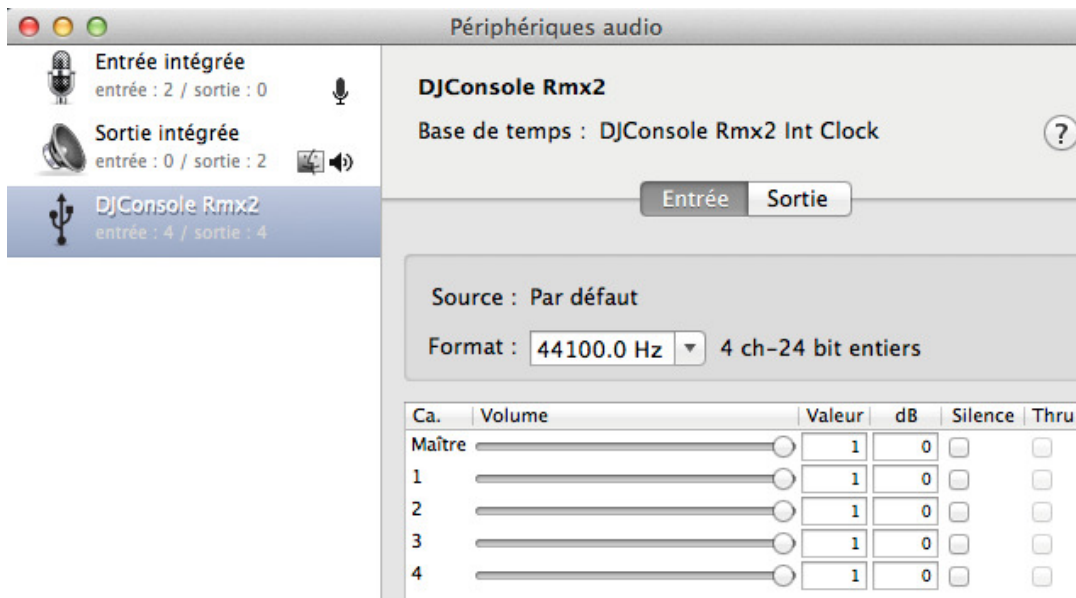 Périphériques audio
Entrée intégrée
entrée : 2 / sortie : 0
Sortie intégrée
entrée : 0 / sortie : 2
DJConsole Rmx2
entrée : 4 / sortie : 4
DJConsole Rmx2
Base de temps : DJConsole Rmx2 Int Clock
?
Entrée Sortie
Source : Par défaut
Format : 44100.0 Hz 4 ch-24 bit entiers
Ca. Volume Valeur dB Silence Thru
Maître 1 0
1 1 0
2 1 0
3 1 0
4 1 0